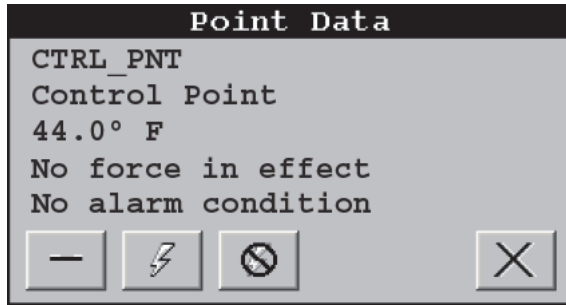 Point Data
CTRL_PNT
Control Point
44.0° F
No force in effect
No alarm condition